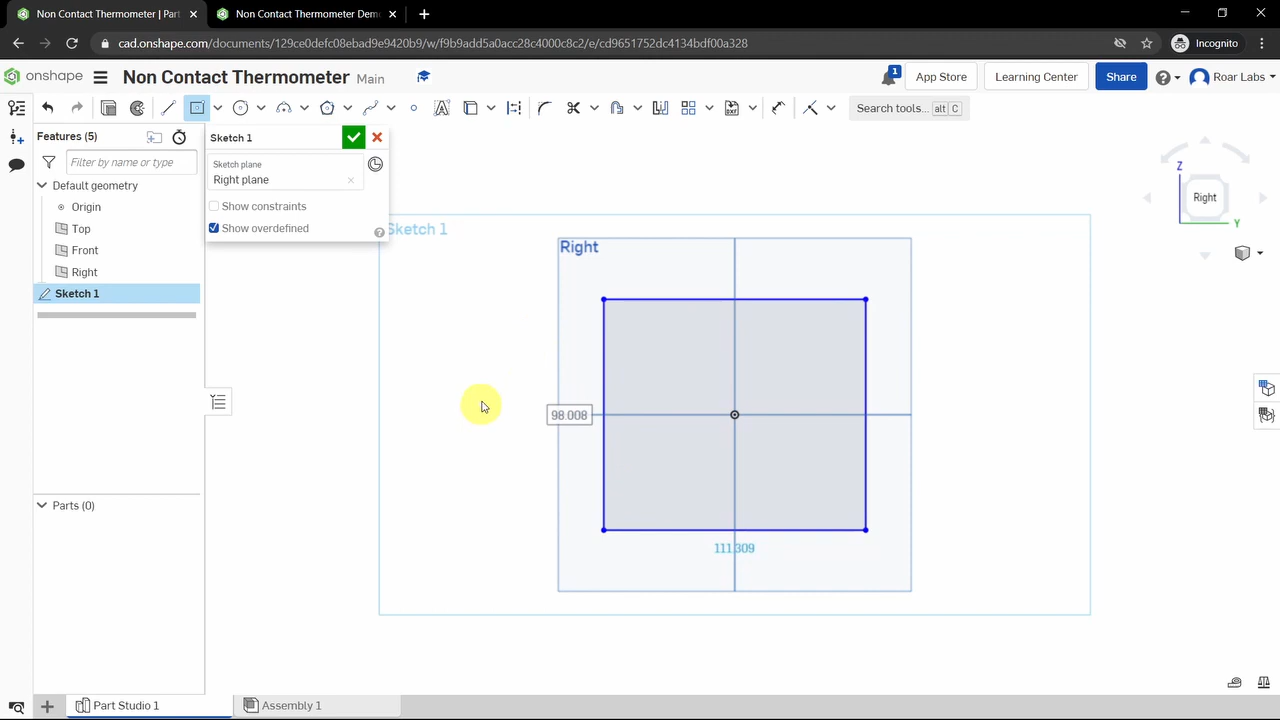 Non Contact Thermometer | Part
Non Contact Thermometer Demo
cad.onshape.com/documents/129ce0defc08ebad9e9420b9/w/f9b9add5a0acc28c4000c8c2/e/cd9651752dc4134bdf00a328
Incognito
onshape
Non Contact Thermometer Main
1
App Store
Learning Center
Share
Roar Labs
Search tools... alt C
Features (5)
Filter by name or type
Default geometry
Origin
Top
Front
Right
Sketch 1
Parts (0)
Sketch 1
Sketch plane
Right plane
Show constraints
Show overdefined
Sketch 1
Right
98.008
111.309
Z
Right
Y
Part Studio 1
Assembly 1